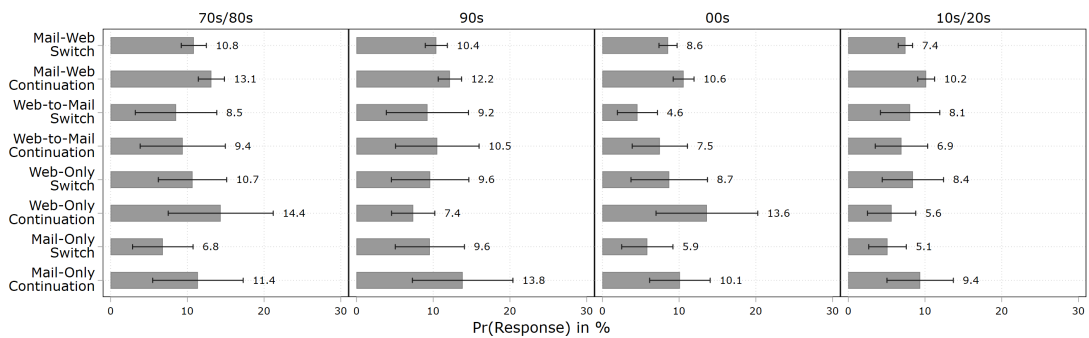 70s/80s 90s 00s 10s/20s
Mail-Web
Switch 10.8 10.4 8.6 7.4
Mail-Web
Continuation 13.1 12.2 10.6 10.2
Web-to-Mail
Switch 8.5 9.2 4.6 8.1
Web-to-Mail
Continuation 9.4 10.5 7.5 6.9
Web-Only
Switch 10.7 9.6 8.7 8.4
Web-Only
Continuation 14.4 7.4 13.6 5.6
Mail-Only
Switch 6.8 9.6 5.9 5.1
Mail-Only
Continuation 11.4 13.8 10.1 9.4
0 10 20 30 0 10 20 30 0 10 20 30 0 10 20 30
Pr(Response) in %